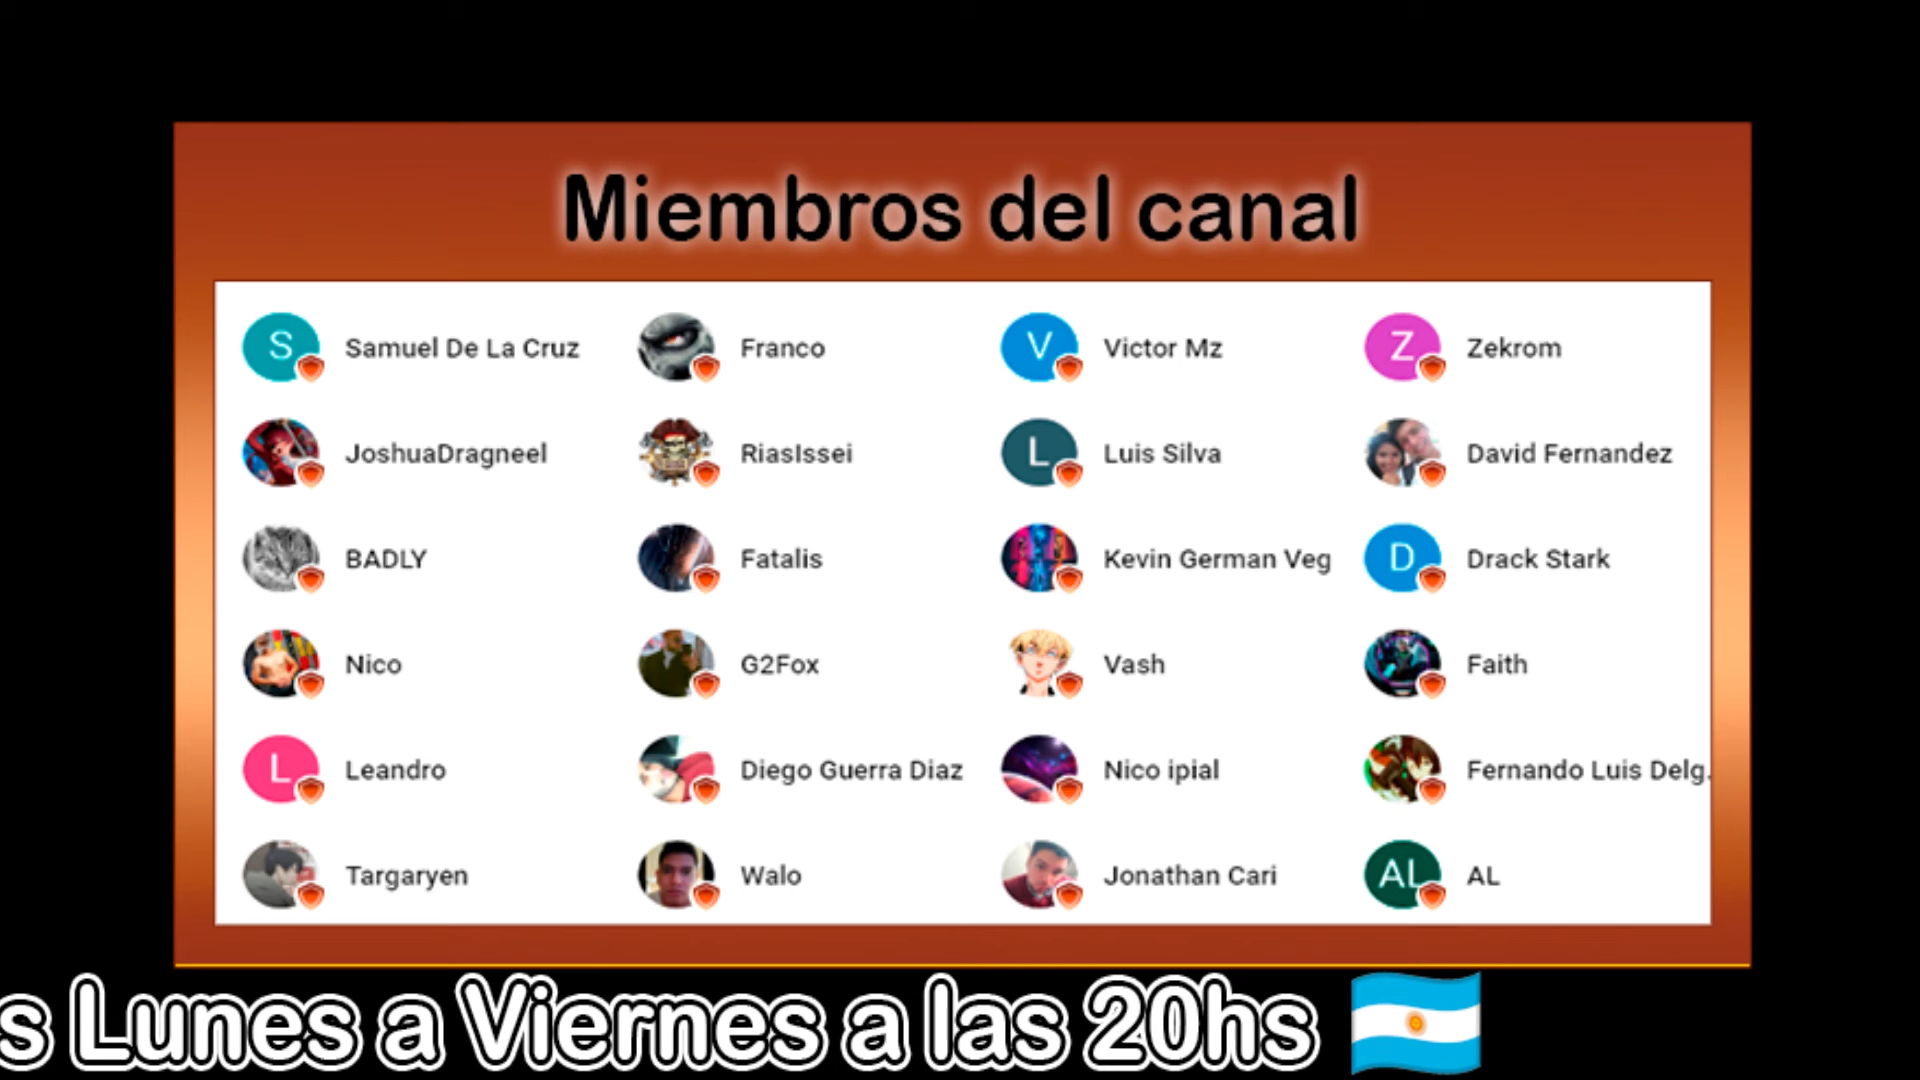 Miembros del canal
S Samuel De La Cruz Franco V Victor Mz Z Zekrom
JoshuaDragneel RiasIssei L Luis Silva David Fernandez
BADLY Fatalis Kevin German Veg D Drack Stark
Nico G2Fox Vash Faith
L Leandro Diego Guerra Diaz Nico ipial Fernando Luis Delg.
Targaryen Walo Jonathan Cari AL AL
s Lunes a Viernes a las 20hs